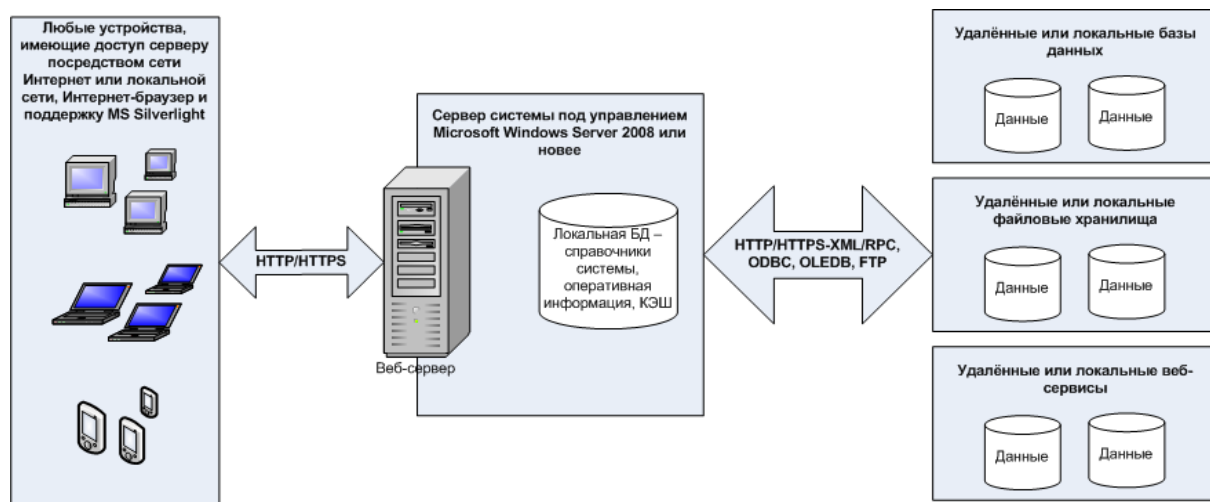 Любые устройства,
имеющие доступ серверу
посредством сети
Интернет или локальной
сети, Интернет-браузер и
поддержку MS Silverlight
HTTP/HTTPS
Сервер системы под управлением
Microsoft Windows Server 2008 или
новее
Веб-сервер
Локальная БД –
справочники
системы,
оперативная
информация, КЭШ
HTTP/HTTPS-XML/RPC,
ODBC, OLEDB, FTP
Удалённые или локальные базы
данных
Данные
Данные
Удалённые или локальные
файловые хранилища
Данные
Данные
Удалённые или локальные веб-
сервисы
Данные
Данные